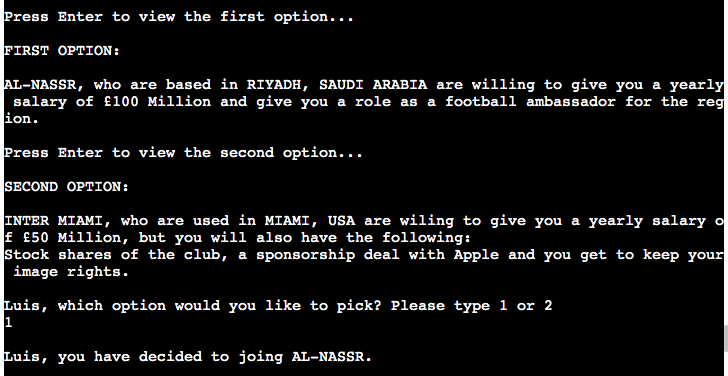 Press Enter to view the first option...
FIRST OPTION:
AL-NASSR, who are based in RIYADH, SAUDI ARABIA are willing to give you a yearly
salary of £100 Million and give you a role as a football ambassador for the reg
ion.
Press Enter to view the second option...
SECOND OPTION:
INTER MIAMI, who are used in MIAMI, USA are wiling to give you a yearly salary o
f £50 Million, but you will also have the following:
Stock shares of the club, a sponsorship deal with Apple and you get to keep your
image rights.
Luis, which option would you like to pick? Please type 1 or 2
1
Luis, you have decided to joing AL-NASSR.